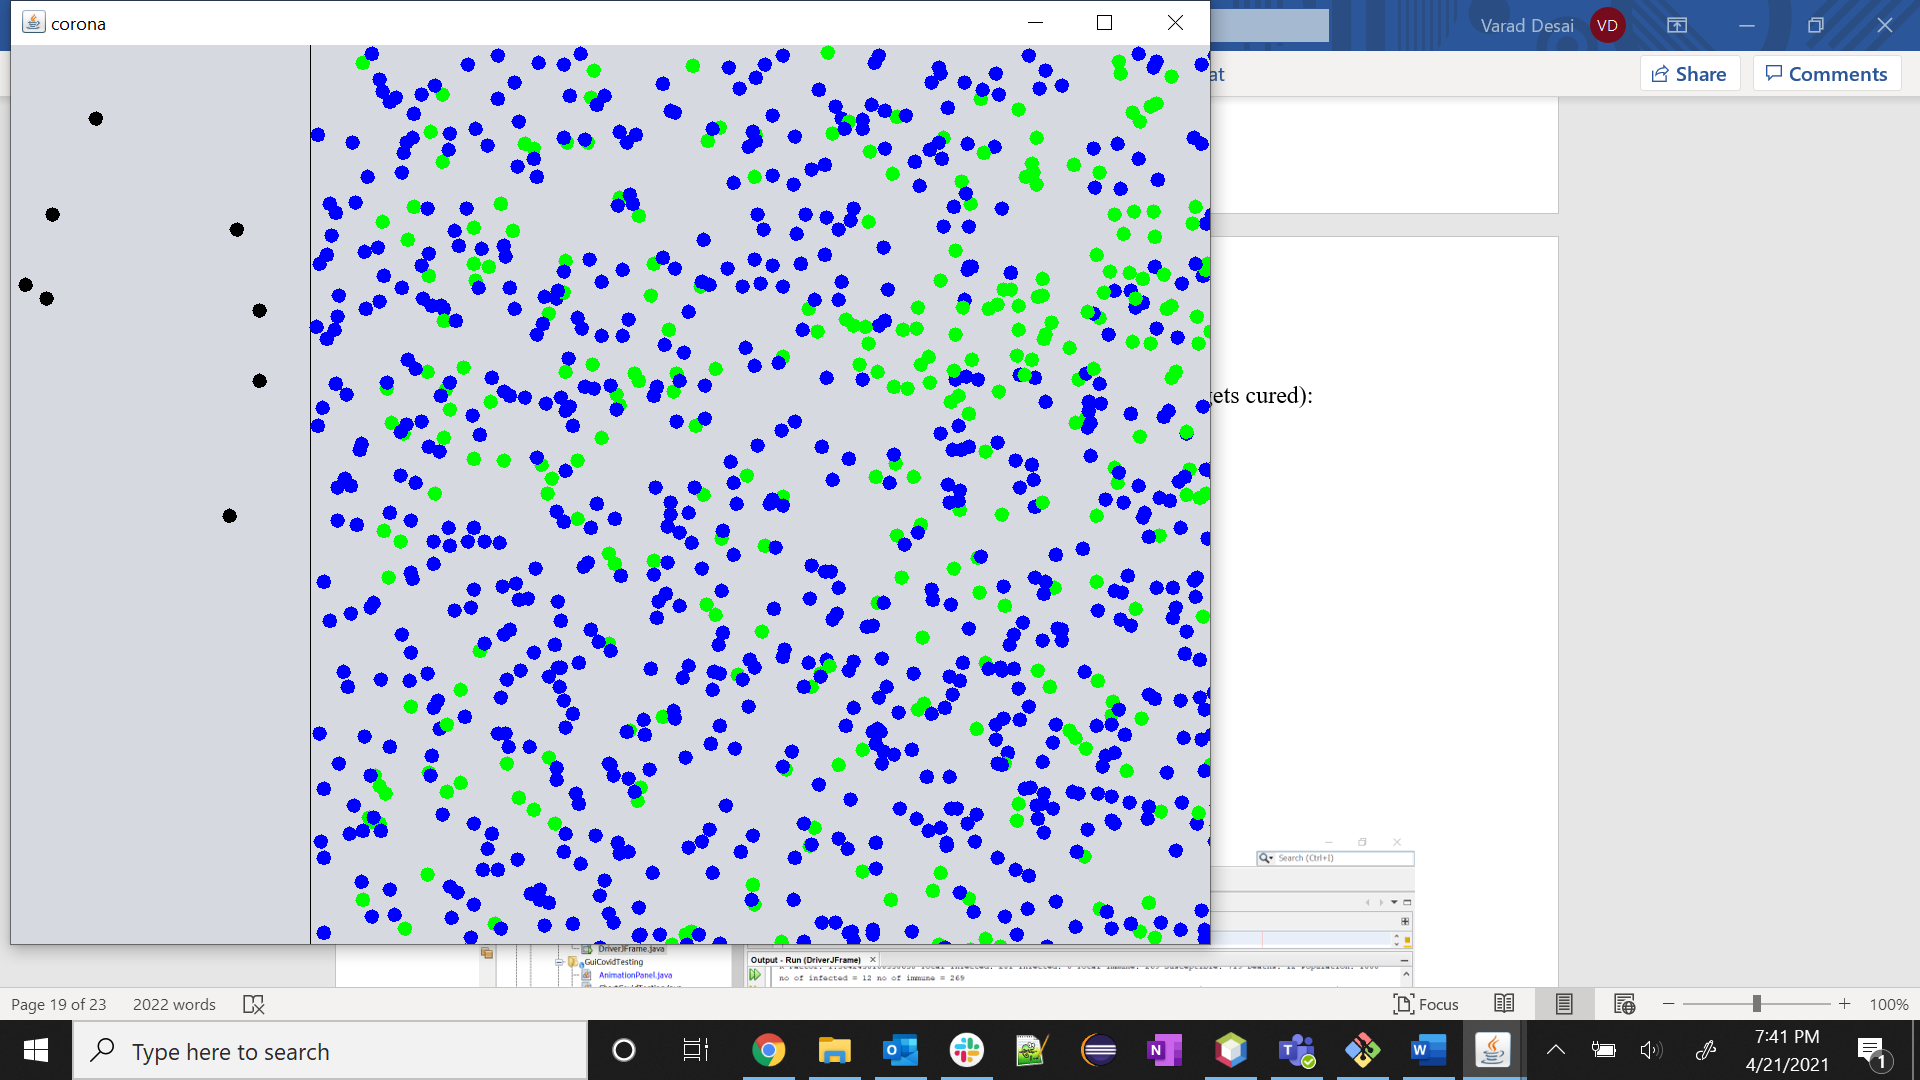 corona
Varad Desai VD
at
Share
Comments
ets cured):
Search (Ctrl+I)
DriverJFrame.java
GuiCovidTesting
AnimationPanel.java
Output - Run (DriverJFrame)
no of infected = 12 no of immune = 269
Page 19 of 23 2022 words
Focus
100%
Type here to search
7:41 PM
4/21/2021
1